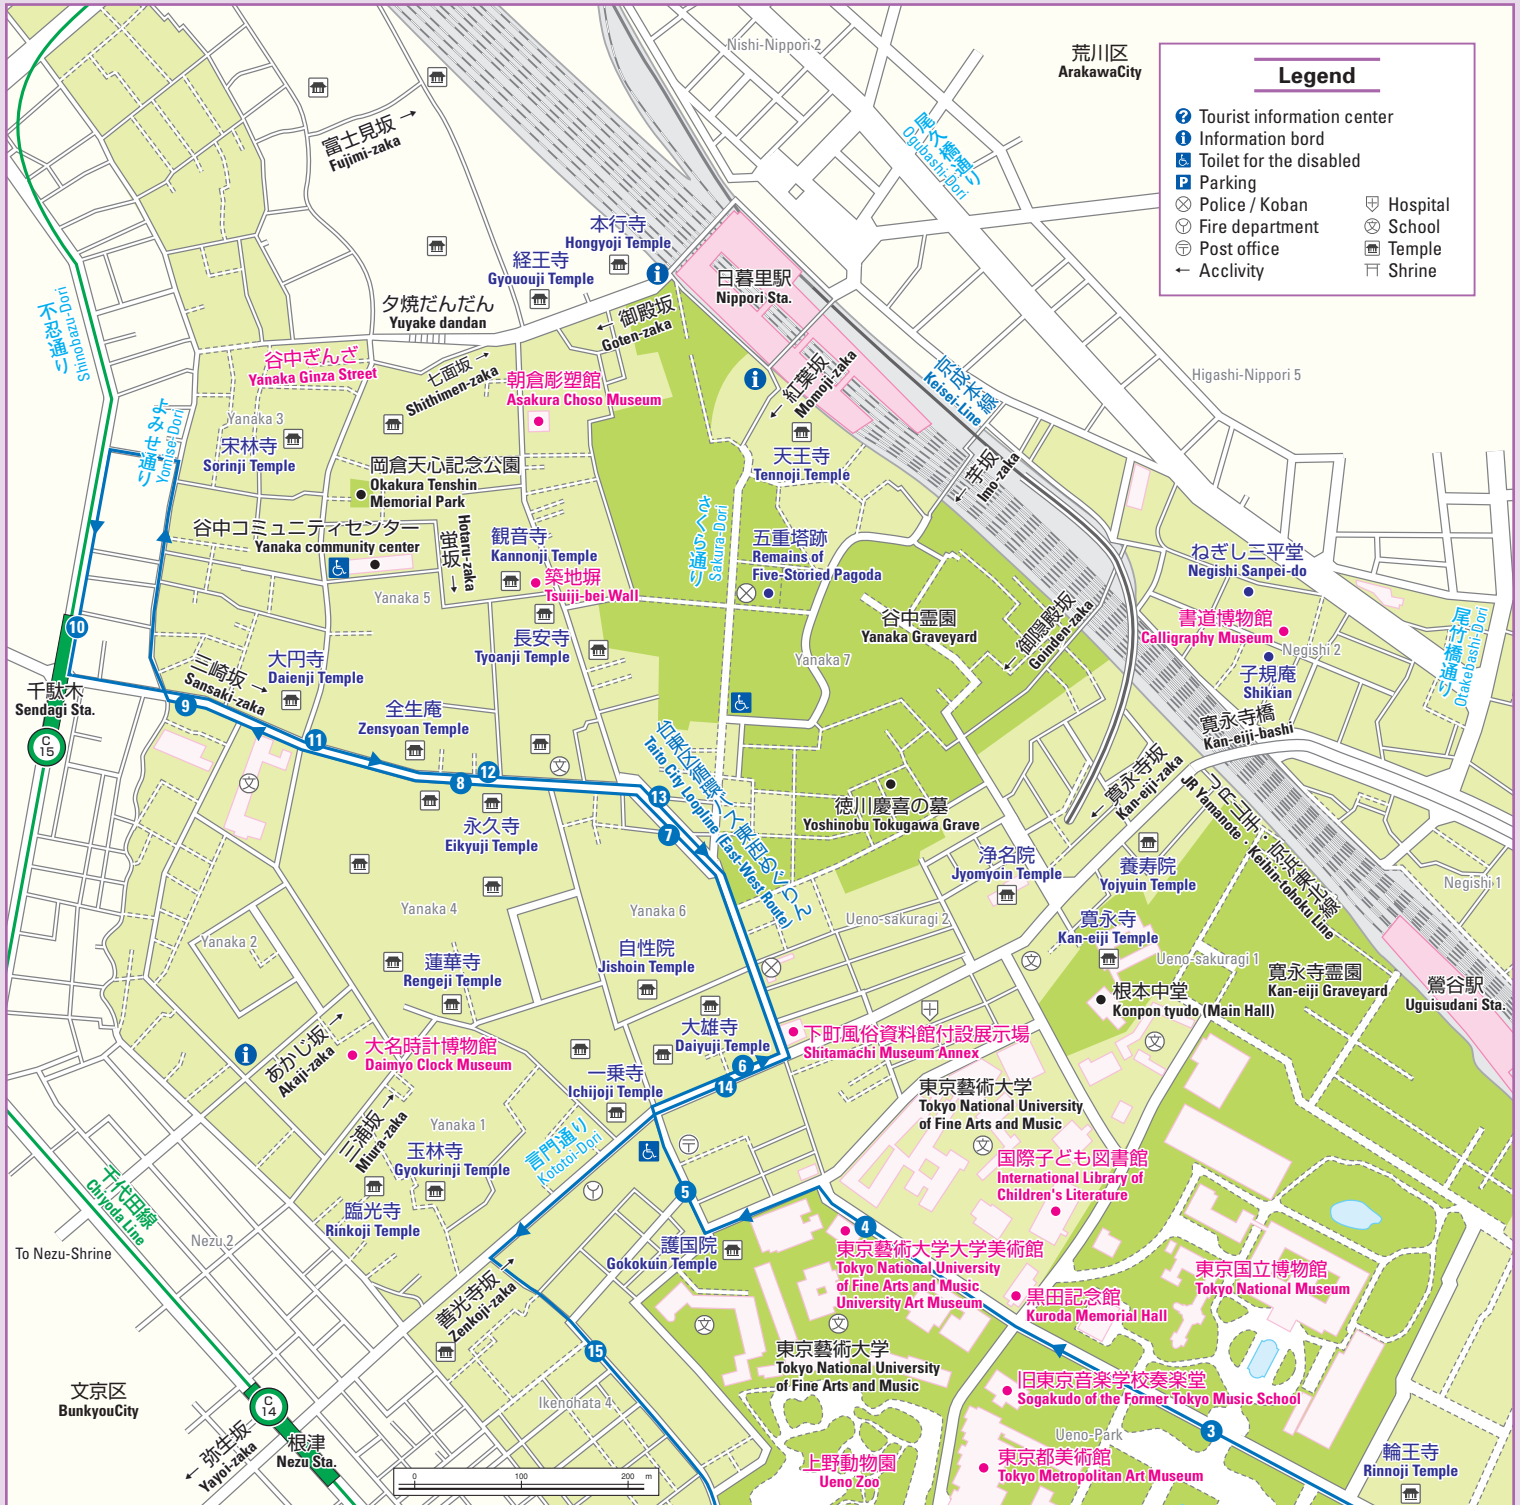 Nishi-Nippori 2
荒川区
ArakawaCity
Legend
Tourist information center
Information bord
Toilet for the disabled
Parking
Police / Koban
Hospital
Fire department
School
Post office
Temple
Acclivity
Shrine
尾久橋通り
Ogubashi-Dori
富士見坂
Fujimi-zaka
本行寺
Hongyoji Temple
経王寺
Gyououji Temple
日暮里駅
Nippori Sta.
夕焼だんだん
Yuyake dandan
御殿坂
Goten-zaka
不忍通り
Shinobazu-Dori
谷中ぎんざ
Yanaka Ginza Street
七面坂
Shithimen-zaka
朝倉彫塑館
Asakura Choso Museum
紅葉坂
Momoji-zaka
京成本線
Keisei-Line
Higashi-Nippori 5
よみせ通り
Yomise-Dori
Yanaka 3
宋林寺
Sorinji Temple
天王寺
Tennoji Temple
岡倉天心記念公園
Okakura Tenshin
Memorial Park
芋坂
Imo-zaka
谷中コミュニティセンター
Yanaka community center
蛍坂
Hotaru-zaka
観音寺
Kannonji Temple
さくら通り
Sakura-Dori
五重塔跡
Remains of
Five-Storied Pagoda
ねぎし三平堂
Negishi Sanpei-do
築地塀
Tsuiji-bei Wall
Yanaka 5
谷中霊園
Yanaka Graveyard
御隠殿坂
Goinden-zaka
書道博物館
Calligraphy Museum
Negishi 2
尾竹橋通り
Otakebashi-Dori
10
長安寺
Tyoanji Temple
Yanaka 7
子規庵
Shikian
三崎坂
Sansaki-zaka
大円寺
Daienji Temple
千駄木
Sendagi Sta.
C
15
9
全生庵
Zensyoan Temple
11
寛永寺橋
Kan-eiji-bashi
台東区循環バス東西めぐりん
Taito City Loopline (East-West Route)
寛永寺坂
Kan-eiji-zaka
JR山手・京浜東北線
JR Yamanote・Keihin-tohoku Line
8
12
13
7
徳川慶喜の墓
Yoshinobu Tokugawa Grave
永久寺
Eikyuji Temple
浄名院
Jyomyoin Temple
養寿院
Yojyuin Temple
Negishi 1
Yanaka 4
Yanaka 6
Ueno-sakuragi 2
寛永寺
Kan-eiji Temple
Yanaka 2
蓮華寺
Rengeji Temple
自性院
Jishoin Temple
Ueno-sakuragi 1
寛永寺霊園
Kan-eiji Graveyard
鶯谷駅
Uguisudani Sta.
根本中堂
Konpon tyudo (Main Hall)
あかじ坂
Akaji-zaka
大名時計博物館
Daimyo Clock Museum
大雄寺
Daiyuji Temple
下町風俗資料館付設展示場
Shitamachi Museum Annex
6
14
一乗寺
Ichijoji Temple
東京藝術大学
Tokyo National University
of Fine Arts and Music
三浦坂
Miura-zaka
Yanaka 1
玉林寺
Gyokurinji Temple
言問通り
Kototoi-Dori
国際子ども図書館
International Library of
Children's Literature
千代田線
Chiyoda Line
臨光寺
Rinkoji Temple
5
4
Nezu 2
To Nezu-Shrine
護国院
Gokokuin Temple
東京藝術大学大学美術館
Tokyo National University
of Fine Arts and Music
University Art Museum
東京国立博物館
Tokyo National Museum
黒田記念館
Kuroda Memorial Hall
善光寺坂
Zenkoji-zaka
15
東京藝術大学
Tokyo National University
of Fine Arts and Music
文京区
BunkyouCity
旧東京音楽学校奏楽堂
Sogakudo of the Former Tokyo Music School
C
14
Ikenohata 4
3
Ueno-Park
弥生坂
Yayoi-zaka
根津
Nezu Sta.
上野動物園
Ueno Zoo
東京都美術館
Tokyo Metropolitan Art Museum
輪王寺
Rinnoji Temple
0 100 200 m